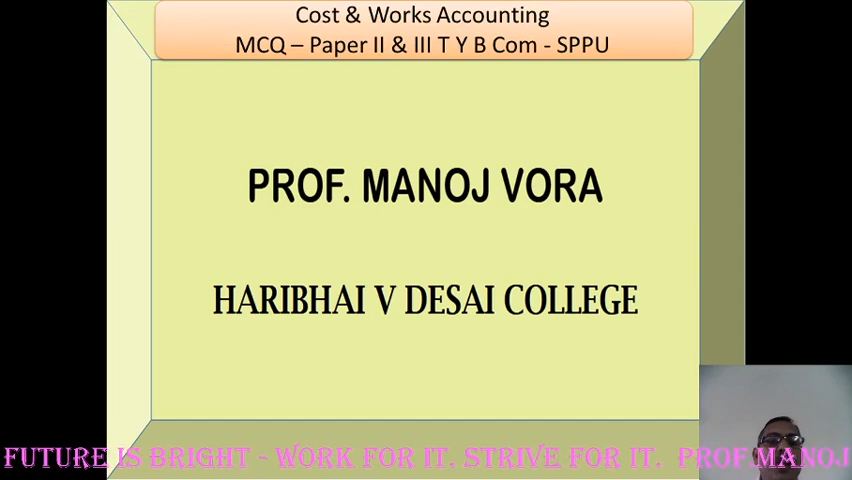 Cost & Works Accounting
MCQ – Paper II & III T Y B Com - SPPU
PROF. MANOJ VORA
HARIBHAI V DESAI COLLEGE
FUTURE IS BRIGHT - WORK FOR IT. STRIVE FOR IT. PROF.MANOJ